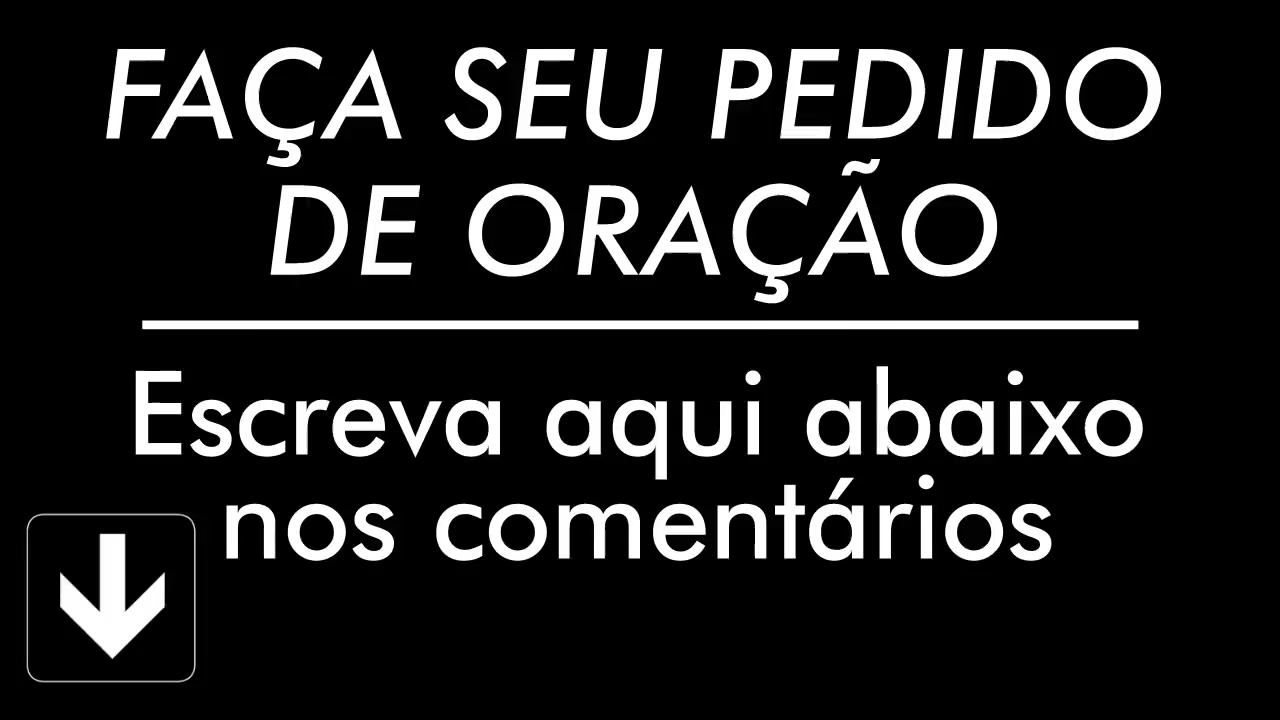 FAÇA SEU PEDIDO
DE ORAÇÃO
Escreva aqui abaixo
nos comentários